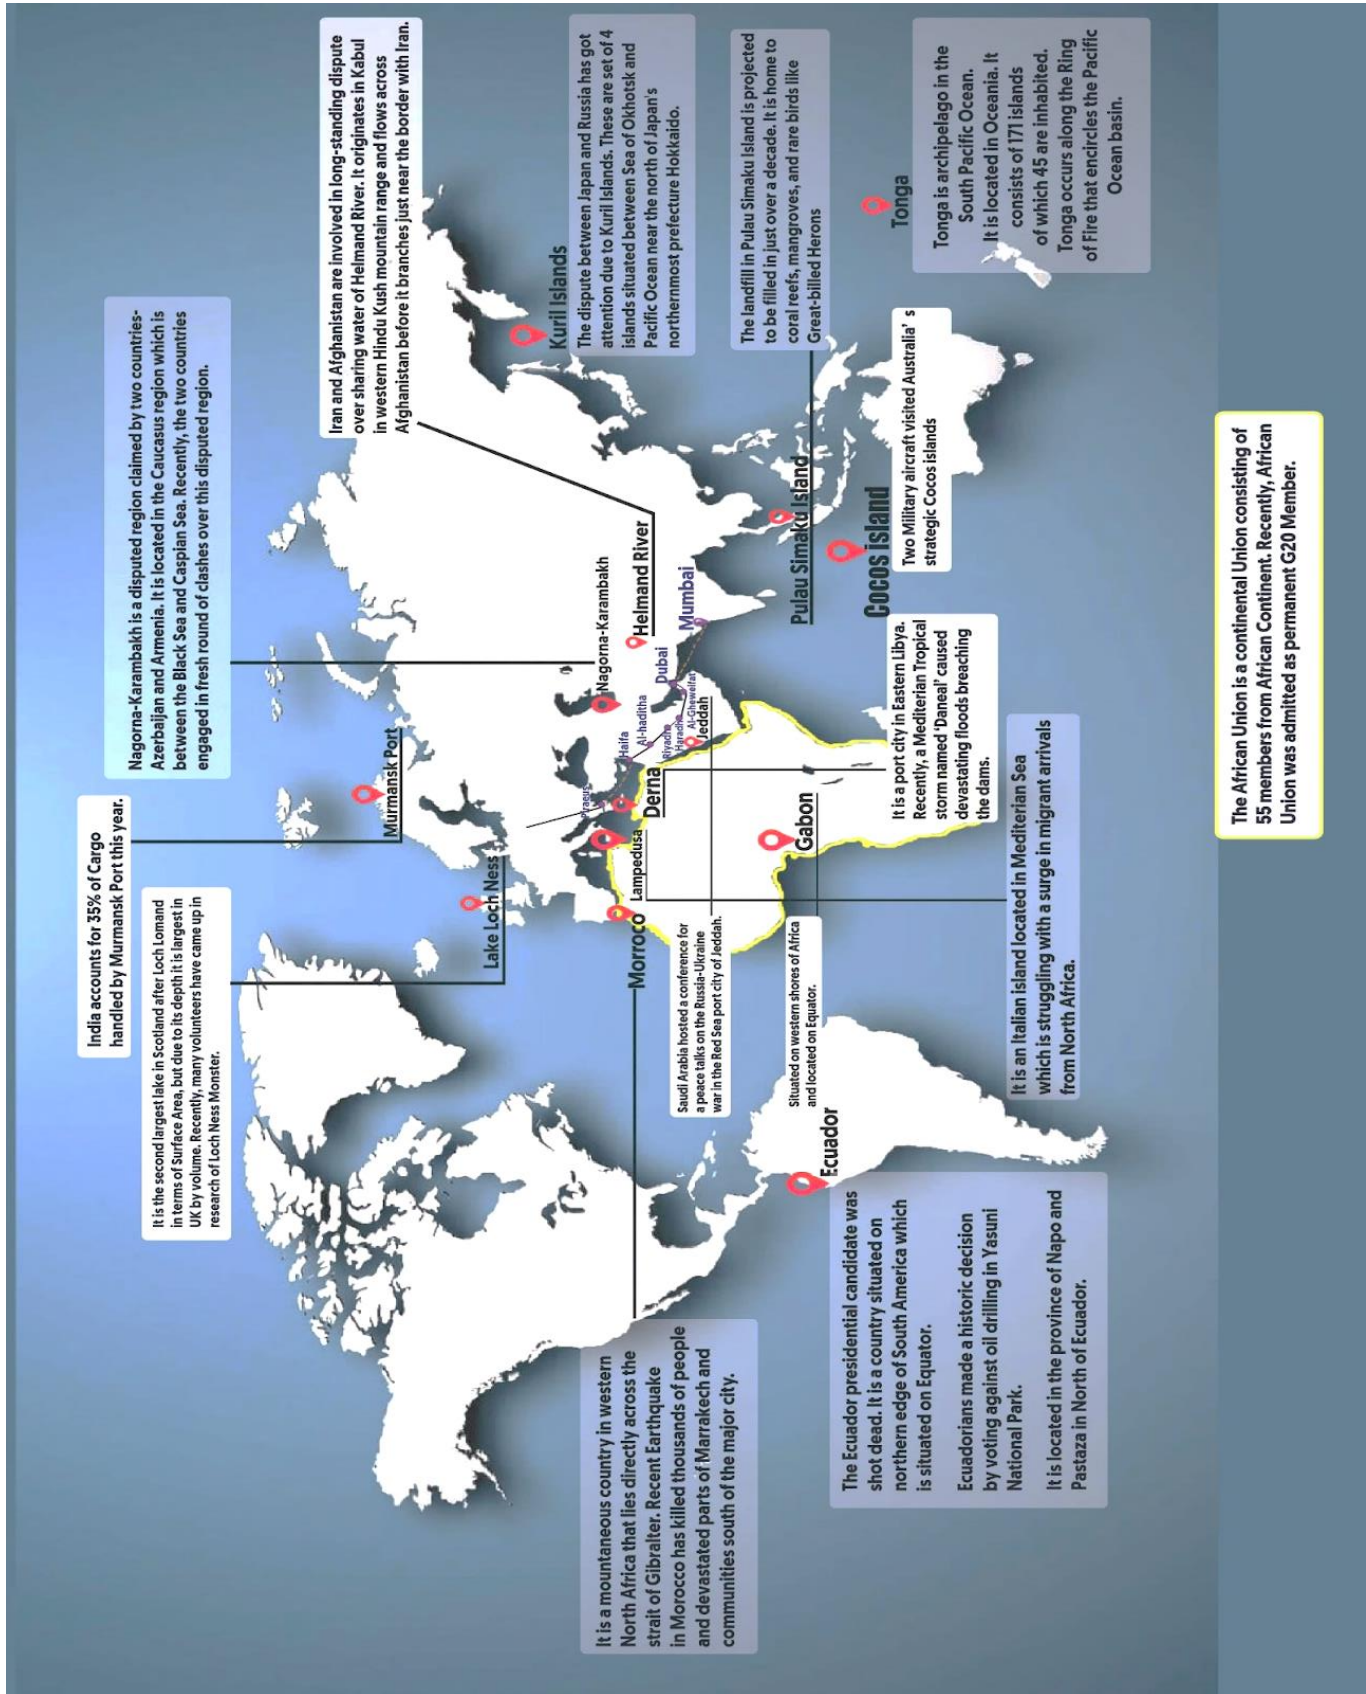 It is a mountaneous country in western
North Africa that lies directly across the
strait of Gibralter. Recent Earthquake
in Morocco has killed thousands of people
and devastated parts of Marrakech and
communities south of the major city.
The Ecuador presidential candidate was
shot dead. It is a country situated on
northern edge of South America which
is situated on Equator.
Ecuadorians made a historic decision
by voting against oil drilling in Yasuni
National Park.
It is located in the province of Napo and
Pastaza in North of Ecuador.
Ecuador
It is the second largest lake in Scotland after Loch Lomand
in terms of Surface Area, but due to its depth it is largest in
UK by volume. Recently, many volunteers have came up in
research of Loch Ness Monster.
India accounts for 35% of Cargo
handled by Murmansk Port this year.
Lake Loch Ness
Murmansk Port
Morroco
Lampedusa
Derna
Saudi Arabia hosted a conference for
a peace talks on the Russia-Ukraine
war in the Red Sea port city of Jeddah.
Situated on western shores of Africa
and located on Equator.
Gabon
It is an Italian island located in Mediterian Sea
which is struggling with a surge in migrant arrivals
from North Africa.
Nagorna-Karambakh is a disputed region claimed by two countries-
Azerbaijan and Armenia. It is located in the Caucasus region which is
between the Black Sea and Caspian Sea. Recently, the two countries
engaged in fresh round of clashes over this disputed region.
Nagorna-Karambakh
Piraeus
Haifa
Al-haditha
Riyadh
Haradh
Al-Ghewelfat
Jeddah
Dubai
Mumbai
Helmand River
It is a port city in Eastern Libya.
Recently, a Mediterian Tropical
storm named 'Daneal' caused
devastating floods breaching
the dams.
Iran and Afghanistan are involved in long-standing dispute
over sharing water of Helmand River. It originates in Kabul
in western Hindu Kush mountain range and flows across
Afghanistan before it branches just near the border with Iran.
Kuril Islands
The dispute between Japan and Russia has got
attention due to Kuril Islands. These are set of 4
islands situated between Sea of Okhotsk and
Pacific Ocean near the north of Japan's
northernmost prefecture Hokkaido.
The landfill in Pulau Simaku Island is projected
to be filled in just over a decade. It is home to
coral reefs, mangroves, and rare birds like
Great-billed Herons
Pulau Simaku Island
Cocos island
Two Military aircraft visited Australia' s
strategic Cocos islands
Tonga
Tonga is archipelago in the
South Pacific Ocean.
It is located in Oceania. It
consists of 171 islands
of which 45 are inhabited.
Tonga occurs along the Ring
of Fire that encircles the Pacific
Ocean basin.
The African Union is a continental Union consisting of
55 members from African Continent. Recently, African
Union was admitted as permanent G20 Member.